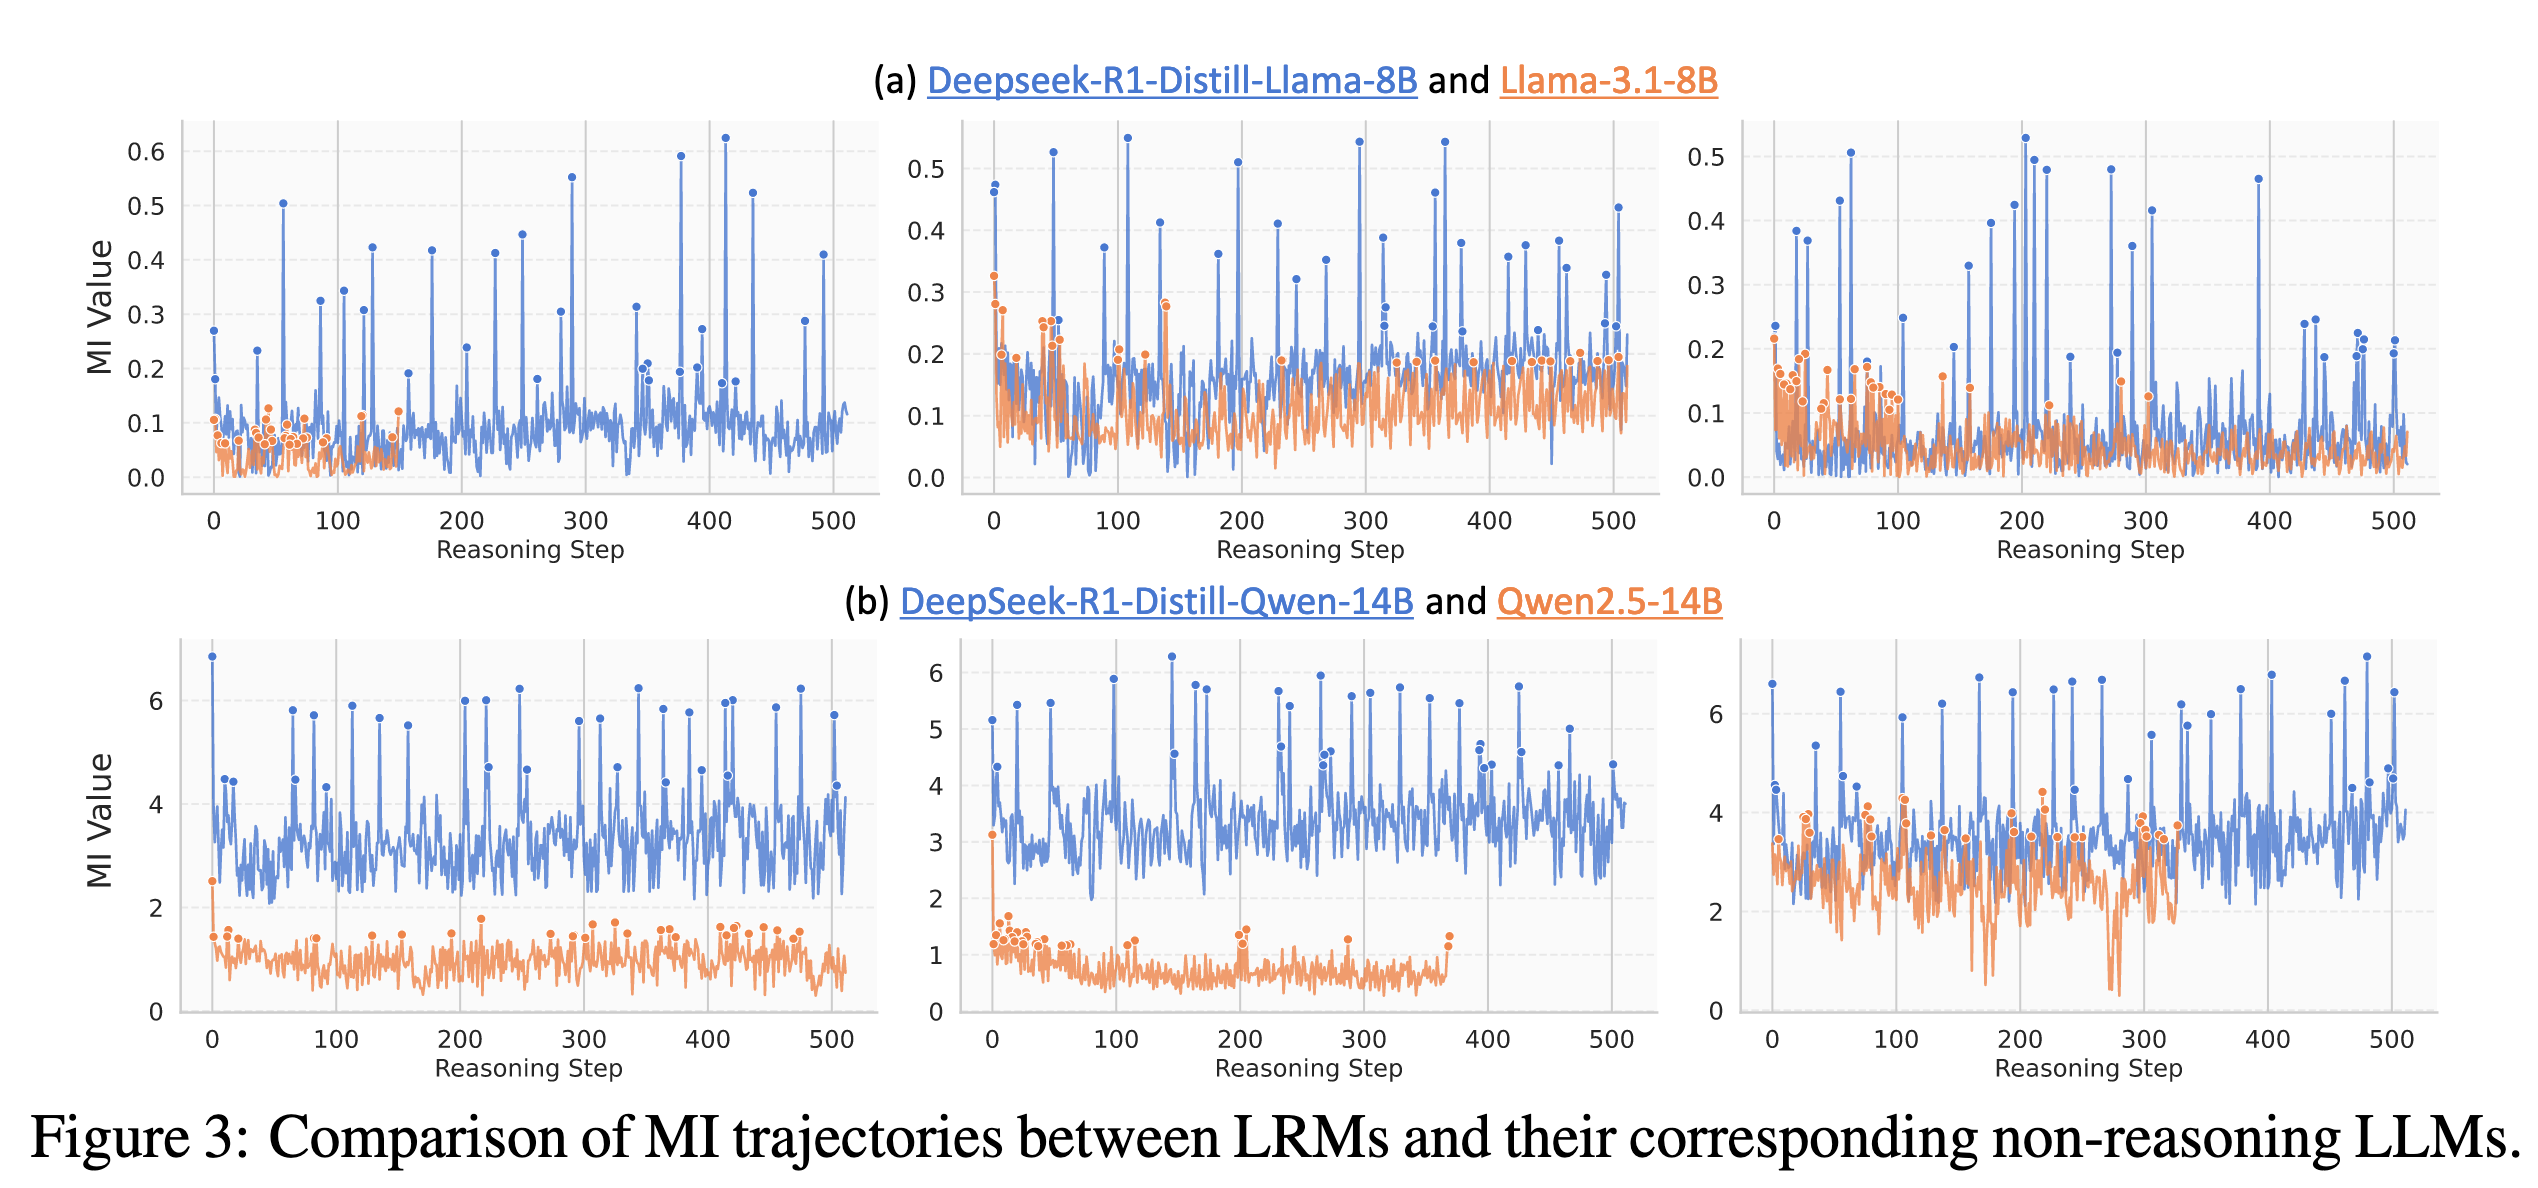 (a) Deepseek-R1-Distill-Llama-8B and Llama-3.1-8B
MI Value
0.6
0.5
0.4
0.3
0.2
0.1
0.0
0 100 200 300 400 500
Reasoning Step
0.5
0.4
0.3
0.2
0.1
0.0
0 100 200 300 400 500
Reasoning Step
0.5
0.4
0.3
0.2
0.1
0.0
0 100 200 300 400 500
Reasoning Step
(b) DeepSeek-R1-Distill-Qwen-14B and Qwen2.5-14B
MI Value
6
4
2
0
0 100 200 300 400 500
Reasoning Step
6
5
4
3
2
1
0
0 100 200 300 400 500
Reasoning Step
6
4
2
0
0 100 200 300 400 500
Reasoning Step
Figure 3: Comparison of MI trajectories between LRMs and their corresponding non-reasoning LLMs.